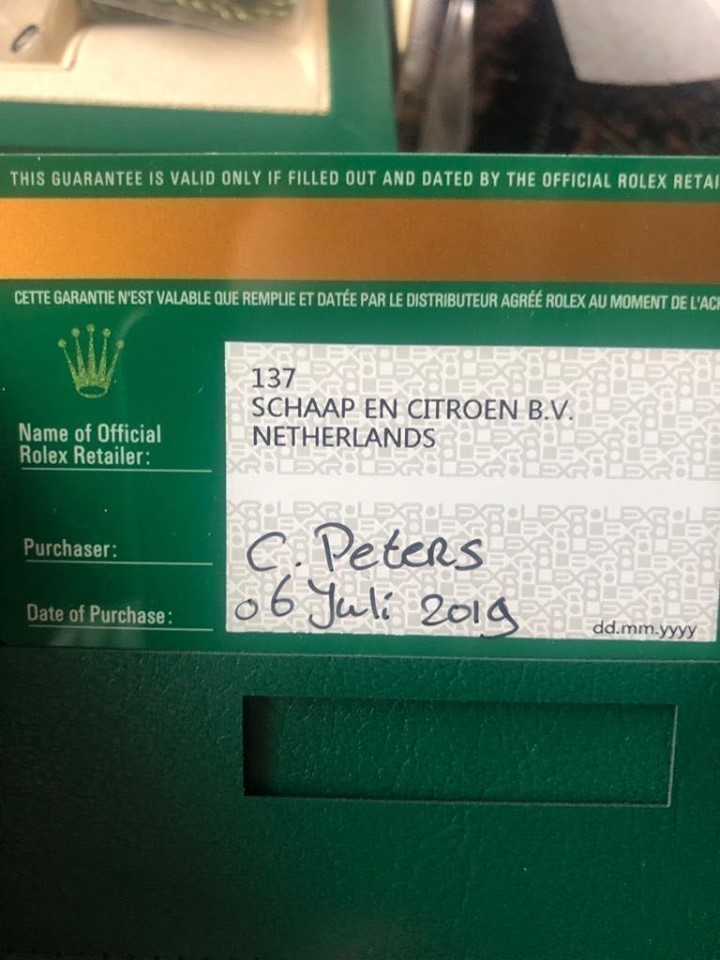 THIS GUARANTEE IS VALID ONLY IF FILLED OUT AND DATED BY THE OFFICIAL ROLEX RETAI
CETTE GARANTIE N'EST VALABLE QUE REMPLIE ET DATÉE PAR LE DISTRIBUTEUR AGRÉÉ ROLEX AU MOMENT DE L'ACH
137
SCHAAP EN CITROEN B.V.
NETHERLANDS
Name of Official
Rolex Retailer:
Purchaser:
C. Peters
Date of Purchase:
06 Juli 2019
dd.mm.yyyy